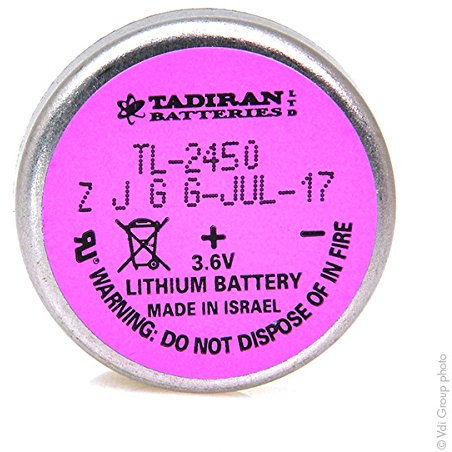 TADIRAN LTD
BATTERIES
TL-2450
Z J G G-JUL-17
+ -
3.6V
LITHIUM BATTERY
MADE IN ISRAEL
WARNING: DO NOT DISPOSE OF IN FIRE
© Vdi Group photo